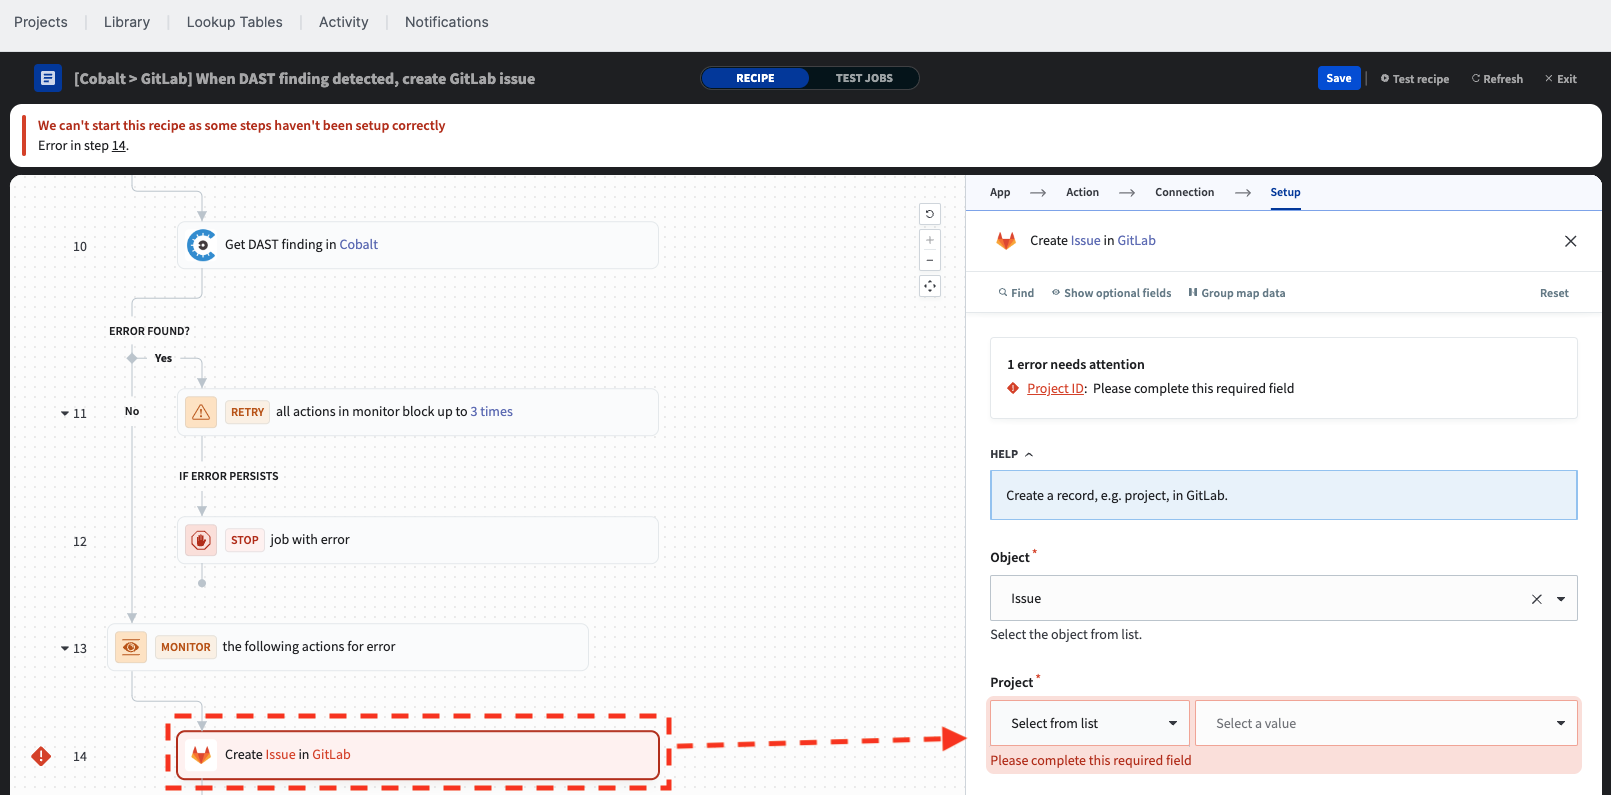 Projects
Library
Lookup Tables
Activity
Notifications
[Cobalt > GitLab] When DAST finding detected, create GitLab issue
RECIPE
TEST JOBS
Save
Test recipe
Refresh
Exit
We can't start this recipe as some steps haven't been setup correctly
Error in step 14.
10
Get DAST finding in Cobalt
ERROR FOUND?
Yes
No
11
RETRY all actions in monitor block up to 3 times
IF ERROR PERSISTS
12
STOP job with error
13
MONITOR the following actions for error
14
Create Issue in GitLab
App
Action
Connection
Setup
Create Issue in GitLab
Find
Show optional fields
Group map data
Reset
1 error needs attention
Project ID: Please complete this required field
HELP
Create a record, e.g. project, in GitLab.
Object *
Issue
Select the object from list.
Project *
Select from list
Select a value
Please complete this required field